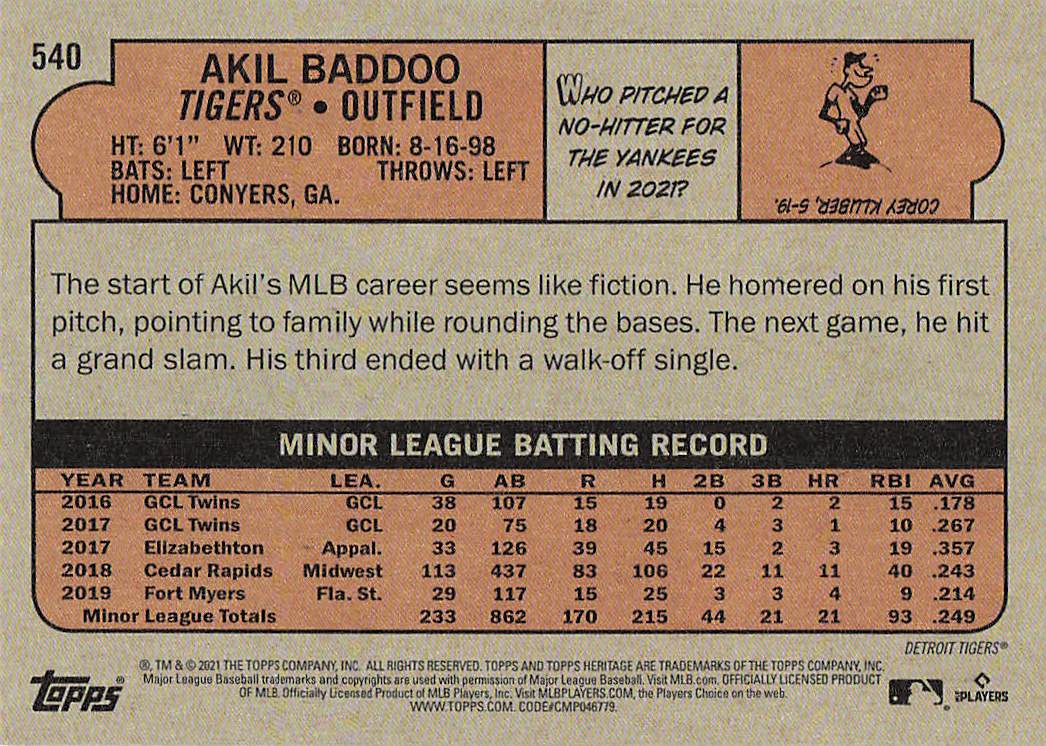 540
AKIL BADDOO
TIGERS® • OUTFIELD
HT: 6'1" WT: 210 BORN: 8-16-98
BATS: LEFT THROWS: LEFT
HOME: CONYERS, GA.
WHO PITCHED A
NO-HITTER FOR
THE YANKEES
IN 2021?
COREY KLUBER, 5-19.
The start of Akil's MLB career seems like fiction. He homered on his first
pitch, pointing to family while rounding the bases. The next game, he hit
a grand slam. His third ended with a walk-off single.
MINOR LEAGUE BATTING RECORD
YEAR TEAM LEA. G AB R H 2B 3B HR RBI AVG
2016 GCL Twins GCL 38 107 15 19 0 2 2 15 .178
2017 GCL Twins GCL 20 75 18 20 4 3 1 10 .267
2017 Elizabethton Appal. 33 126 39 45 15 2 3 19 .357
2018 Cedar Rapids Midwest 113 437 83 106 22 11 11 40 .243
2019 Fort Myers Fla. St. 29 117 15 25 3 3 4 9 .214
Minor League Totals 233 862 170 215 44 21 21 93 .249
DETROIT TIGERS®
®, TM & © 2021 THE TOPPS COMPANY, INC. ALL RIGHTS RESERVED. TOPPS AND TOPPS HERITAGE ARE TRADEMARKS OF THE TOPPS COMPANY, INC.
Major League Baseball trademarks and copyrights are used with permission of Major League Baseball. Visit MLB.com. OFFICIALLY LICENSED PRODUCT
OF MLB. Officially Licensed Product of MLB Players, Inc. Visit MLBPLAYERS.COM, the Players Choice on the web.
WWW.TOPPS.COM. CODE#CMP046779.
topps®
MLB PLAYERS